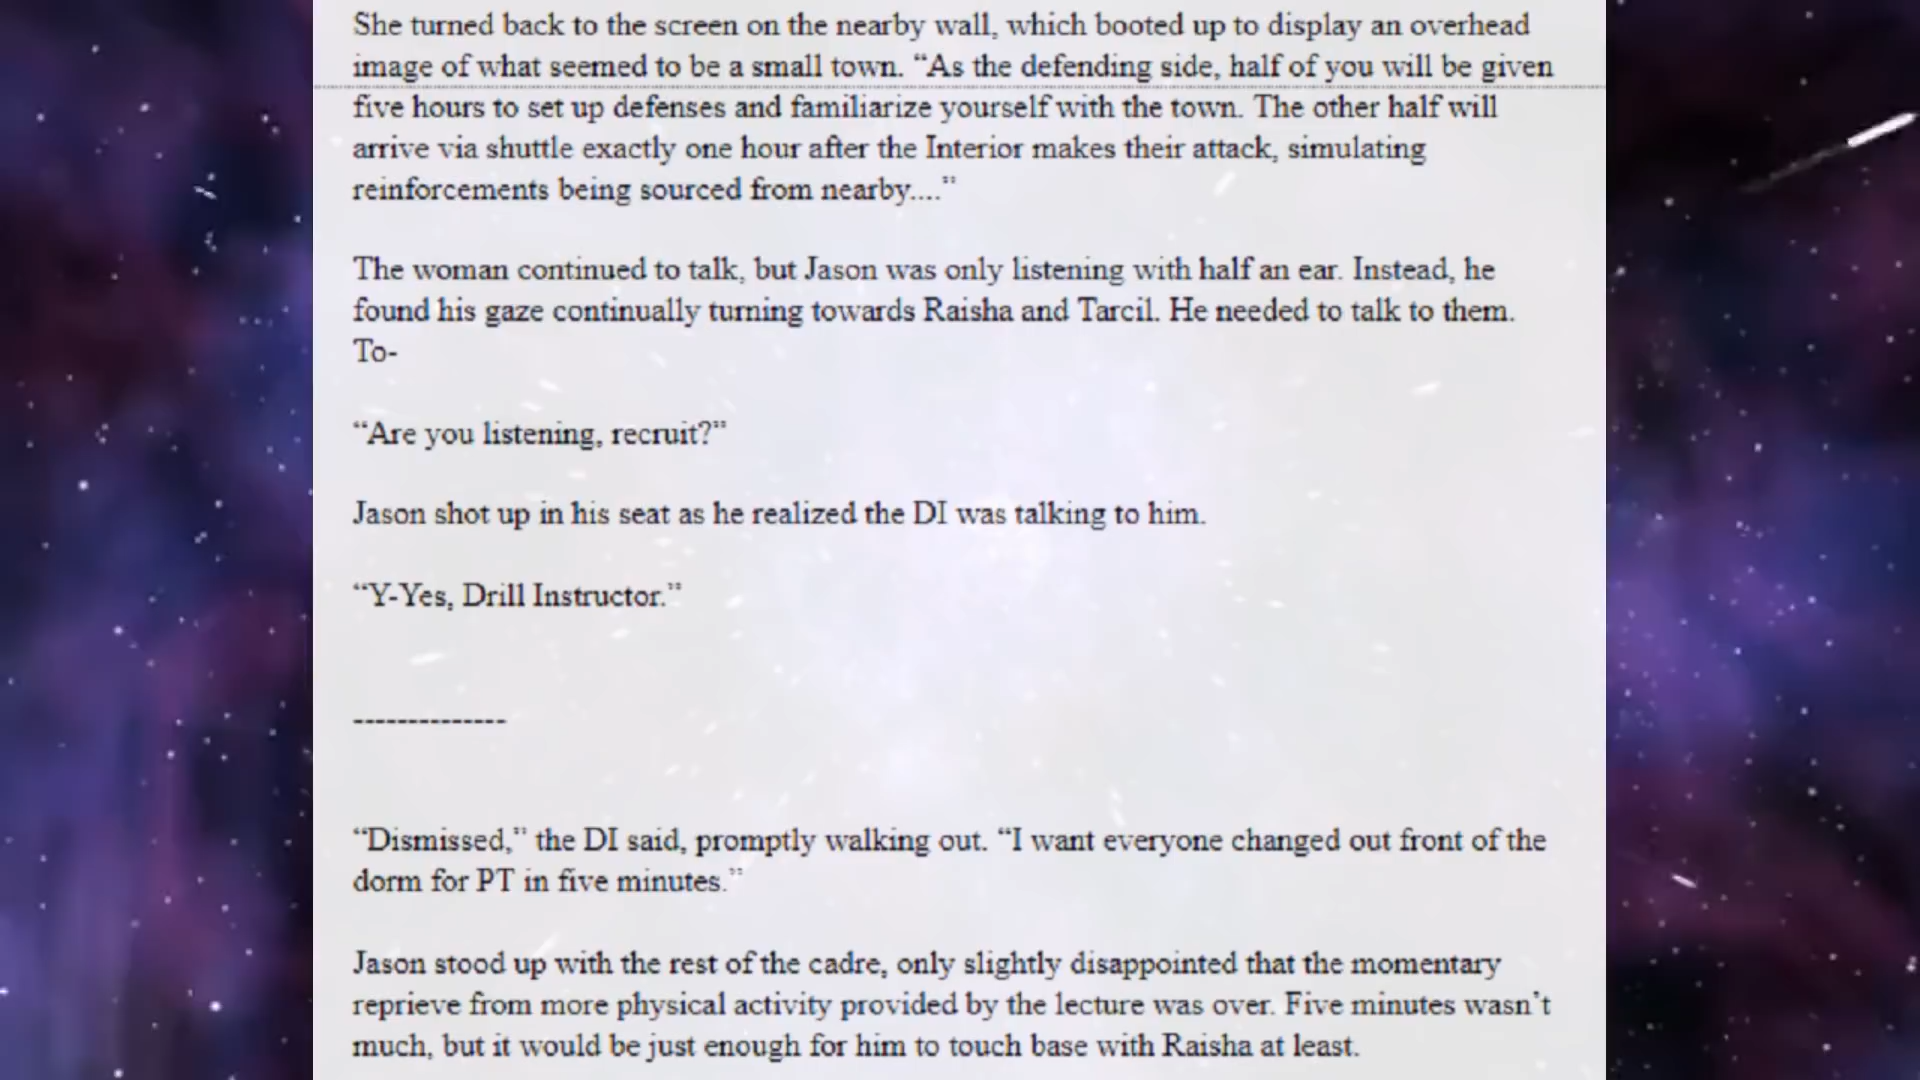 She turned back to the screen on the nearby wall, which booted up to display an overhead
image of what seemed to be a small town. “As the defending side, half of you will be given
five hours to set up defenses and familiarize yourself with the town. The other half will
arrive via shuttle exactly one hour after the Interior makes their attack, simulating
reinforcements being sourced from nearby....”
The woman continued to talk, but Jason was only listening with half an ear. Instead, he
found his gaze continually turning towards Raisha and Tarcil. He needed to talk to them.
To-
“Are you listening, recruit?”
Jason shot up in his seat as he realized the DI was talking to him.
“Y-Yes, Drill Instructor.”
--------------
“Dismissed,” the DI said, promptly walking out. “I want everyone changed out front of the
dorm for PT in five minutes.”
Jason stood up with the rest of the cadre, only slightly disappointed that the momentary
reprieve from more physical activity provided by the lecture was over. Five minutes wasn’t
much, but it would be just enough for him to touch base with Raisha at least.